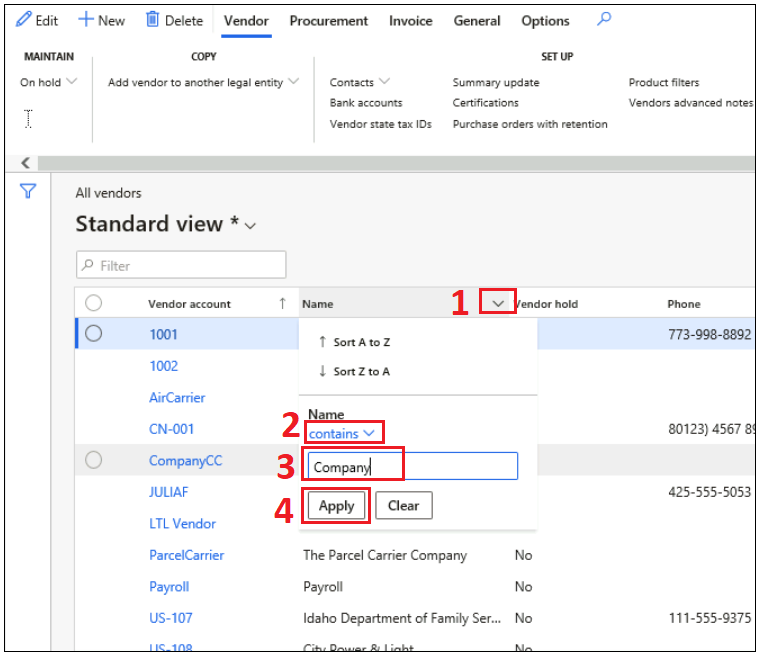 Edit New Delete Vendor Procurement Invoice General Options
MAINTAIN COPY SET UP
On hold Add vendor to another legal entity Contacts Summary update Product filters
Bank accounts Certifications Vendors advanced notes
Vendor state tax IDs Purchase orders with retention
All vendors
Standard view *
Filter
1
Vendor account ↑ Name Vendor hold Phone
1001 773-998-8892
↑ Sort A to Z
1002
↓ Sort Z to A
AirCarrier
Name
2 contains
CN-001 80123) 4567 89
CompanyCC
3 Company
JULIAF 425-555-5053
4 Apply Clear
LTL Vendor
ParcelCarrier The Parcel Carrier Company No
Payroll Payroll No
US-107 Idaho Department of Family Ser... No 111-555-9375
US-108 City Power & Light No